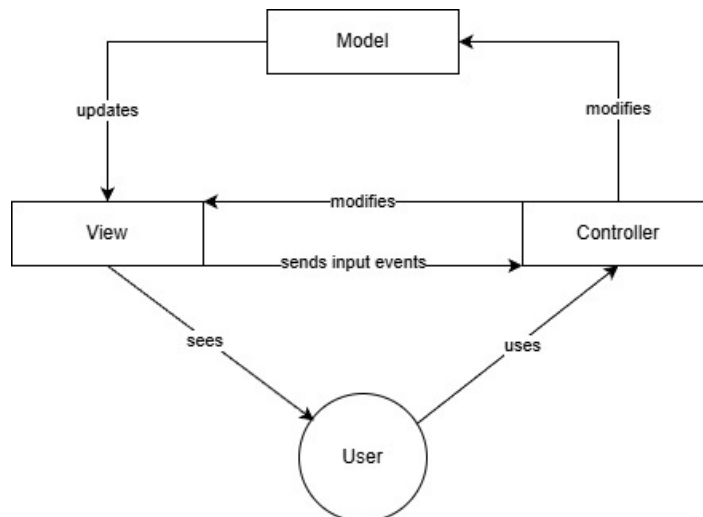 Model
updates
modifies
modifies
View
Controller
sends input events
sees
uses
User